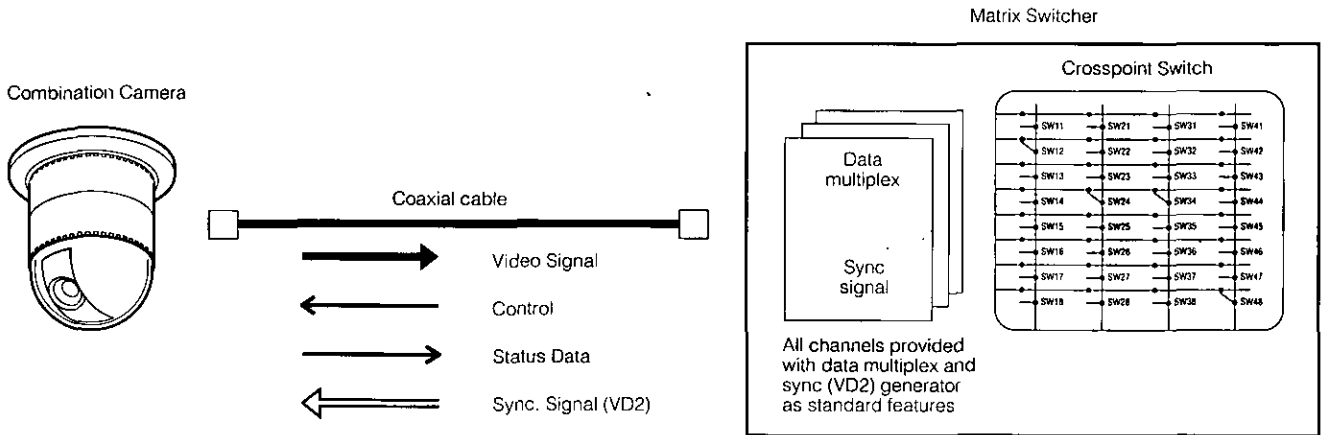 Matrix Switcher
Combination Camera
Crosspoint Switch
SW11 SW21 SW31 SW41
SW12 SW22 SW32 SW42
SW13 SW23 SW33 SW43
SW14 SW24 SW34 SW44
SW15 SW25 SW35 SW45
SW16 SW26 SW36 SW46
SW17 SW27 SW37 SW47
SW18 SW28 SW38 SW48
Data
multiplex
Sync
signal
Coaxial cable
Video Signal
Control
Status Data
Sync. Signal (VD2)
All channels provided
with data multiplex and
sync (VD2) generator
as standard features